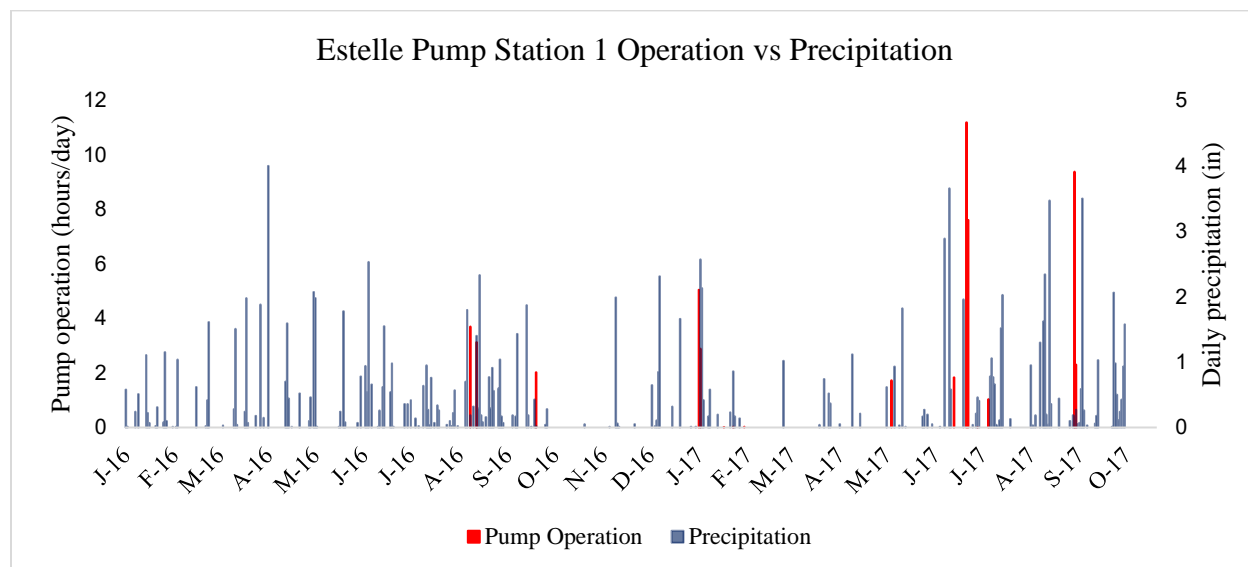 Estelle Pump Station 1 Operation vs Precipitation
Pump operation (hours/day)
12
10
8
6
4
2
0
Daily precipitation (in)
5
4
3
2
1
0
J-16 F-16 M-16 A-16 M-16 J-16 J-16 A-16 S-16 O-16 N-16 D-16 J-17 F-17 M-17 A-17 M-17 J-17 J-17 A-17 S-17 O-17
Pump Operation Precipitation